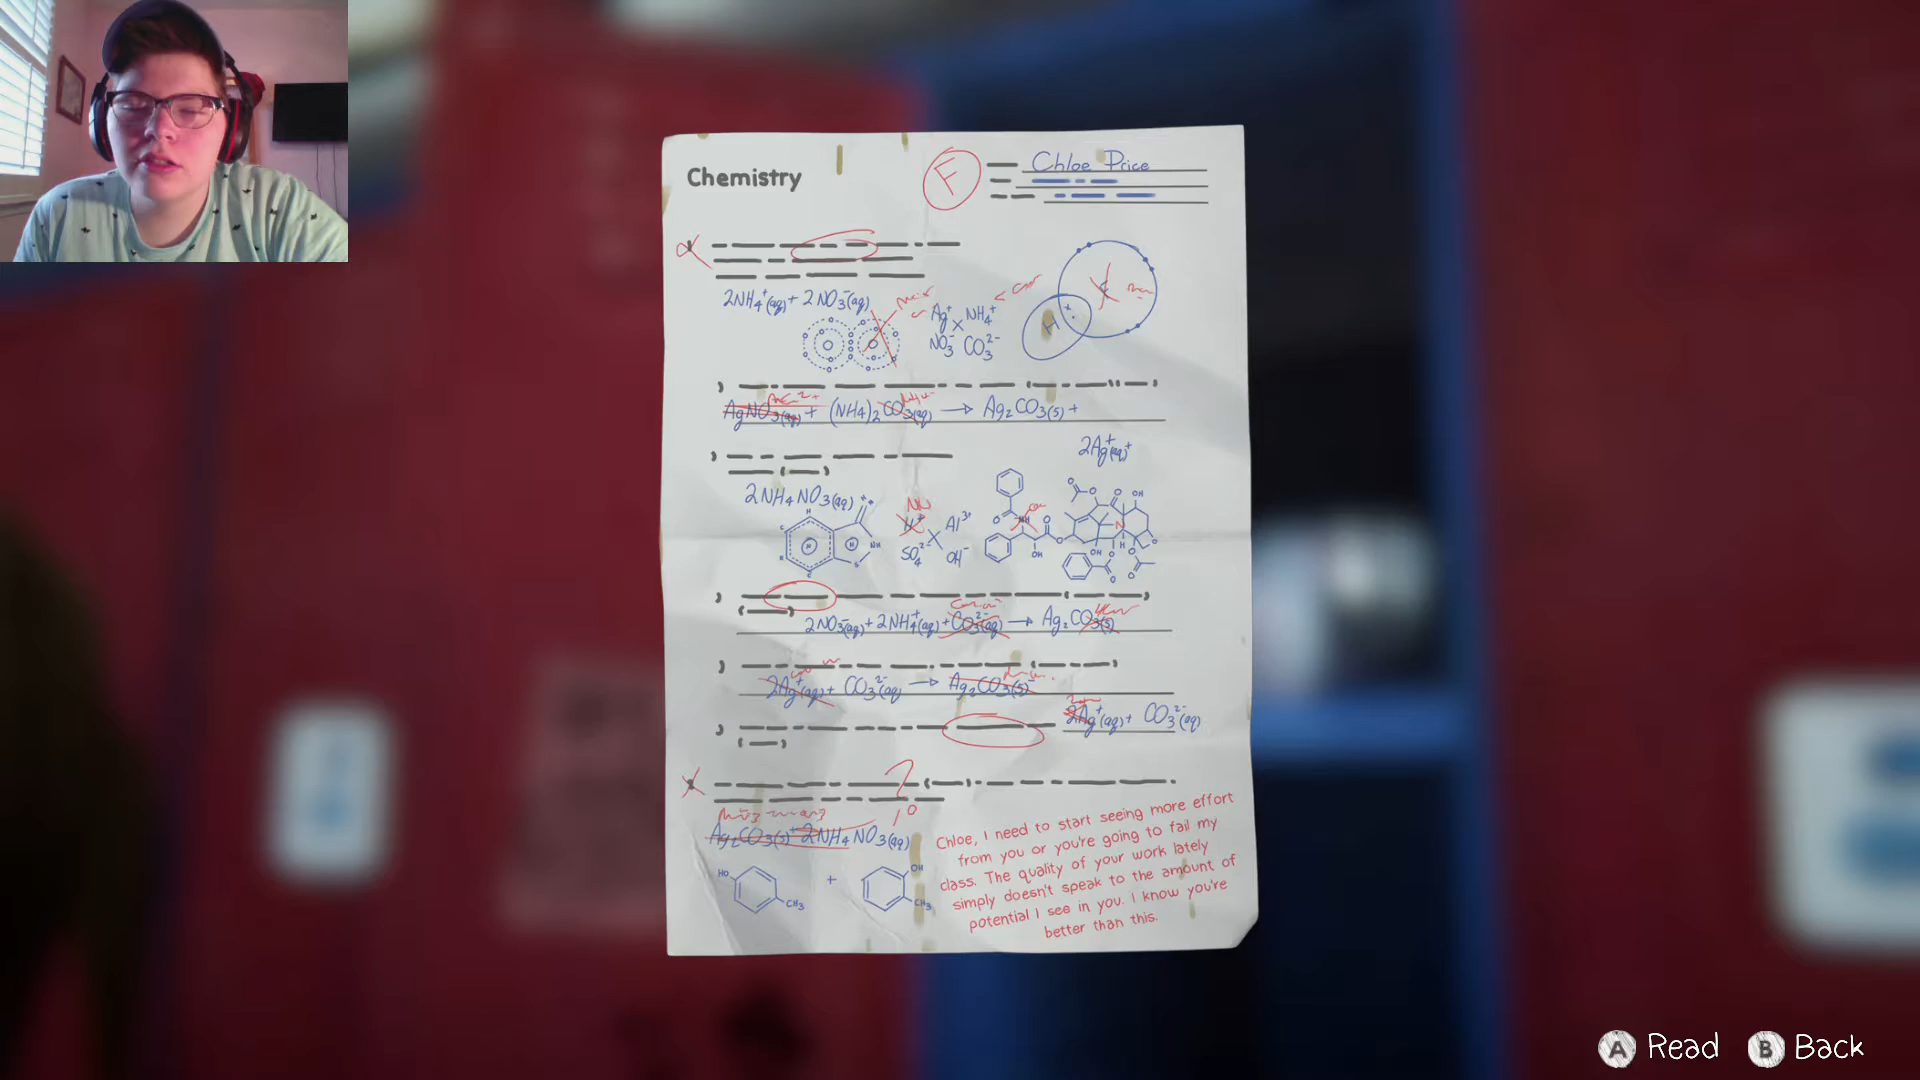 Chemistry
F
Chloe Price
2NH4+(aq) + 2NO3-(aq)
Ag+ NH4+
NO3- CO3 2-
H
AgNO3(aq) + (NH4)2CO3(aq) → Ag2CO3(s) +
2Ag+(aq)+
2NH4NO3(aq)
H+ Al3+
SO4 2- OH-
2NO3-(aq) + 2NH4+(aq) + CO3 2-(aq) → Ag2CO3(s)
2Ag+(aq) + CO3 2-(aq) → Ag2CO3(s)
2Ag+(aq) + CO3 2-(aq)
?
Ag2CO3(s) + 2NH4NO3(aq)
HO CH3 + OH CH3
Chloe, I need to start seeing more effort
from you or you're going to fail my
class. The quality of your work lately
simply doesn't speak to the amount of
potential I see in you. I know you're
better than this.
A Read B Back